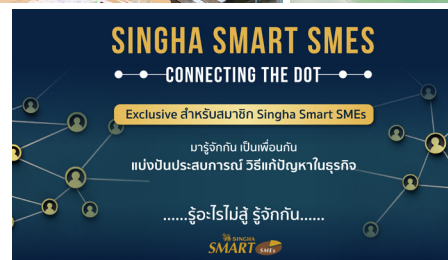 SINGHA SMART SMES
CONNECTING THE DOT
Exclusive สำหรับสมาชิก Singha Smart SMEs
มารู้จักกัน เป็นเพื่อนกัน
แบ่งปันประสบการณ์ วิธีแก้ปัญหาในธุรกิจ
......รู้อะไรไม่สู้ รู้จักกัน......
SINGHA
SMART SMEs